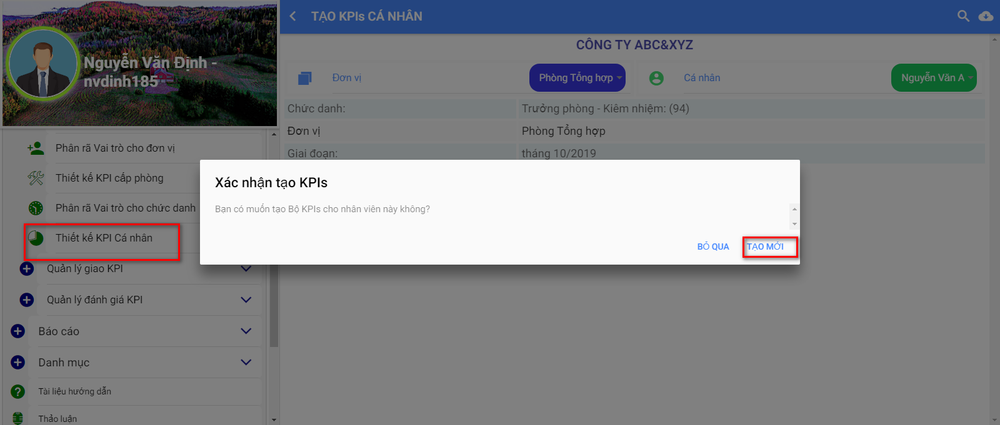 Nguyễn Văn Định -
nvdinh185
Phân rã Vai trò cho đơn vị
Thiết kế KPI cấp phòng
Phân rã Vai trò cho chức danh
Thiết kế KPI Cá nhân
Quản lý giao KPI
Quản lý đánh giá KPI
Báo cáo
Danh mục
Tài liệu hướng dẫn
Thảo luận
TẠO KPIs CÁ NHÂN
CÔNG TY ABC&XYZ
Đơn vị Phòng Tổng hợp Cá nhân Nguyễn Văn A
Chức danh: Trưởng phòng - Kiêm nhiệm: (94)
Đơn vị Phòng Tổng hợp
Giai đoạn: tháng 10/2019
Xác nhận tạo KPIs
Bạn có muốn tạo Bộ KPIs cho nhân viên này không?
BỎ QUA TẠO MỚI